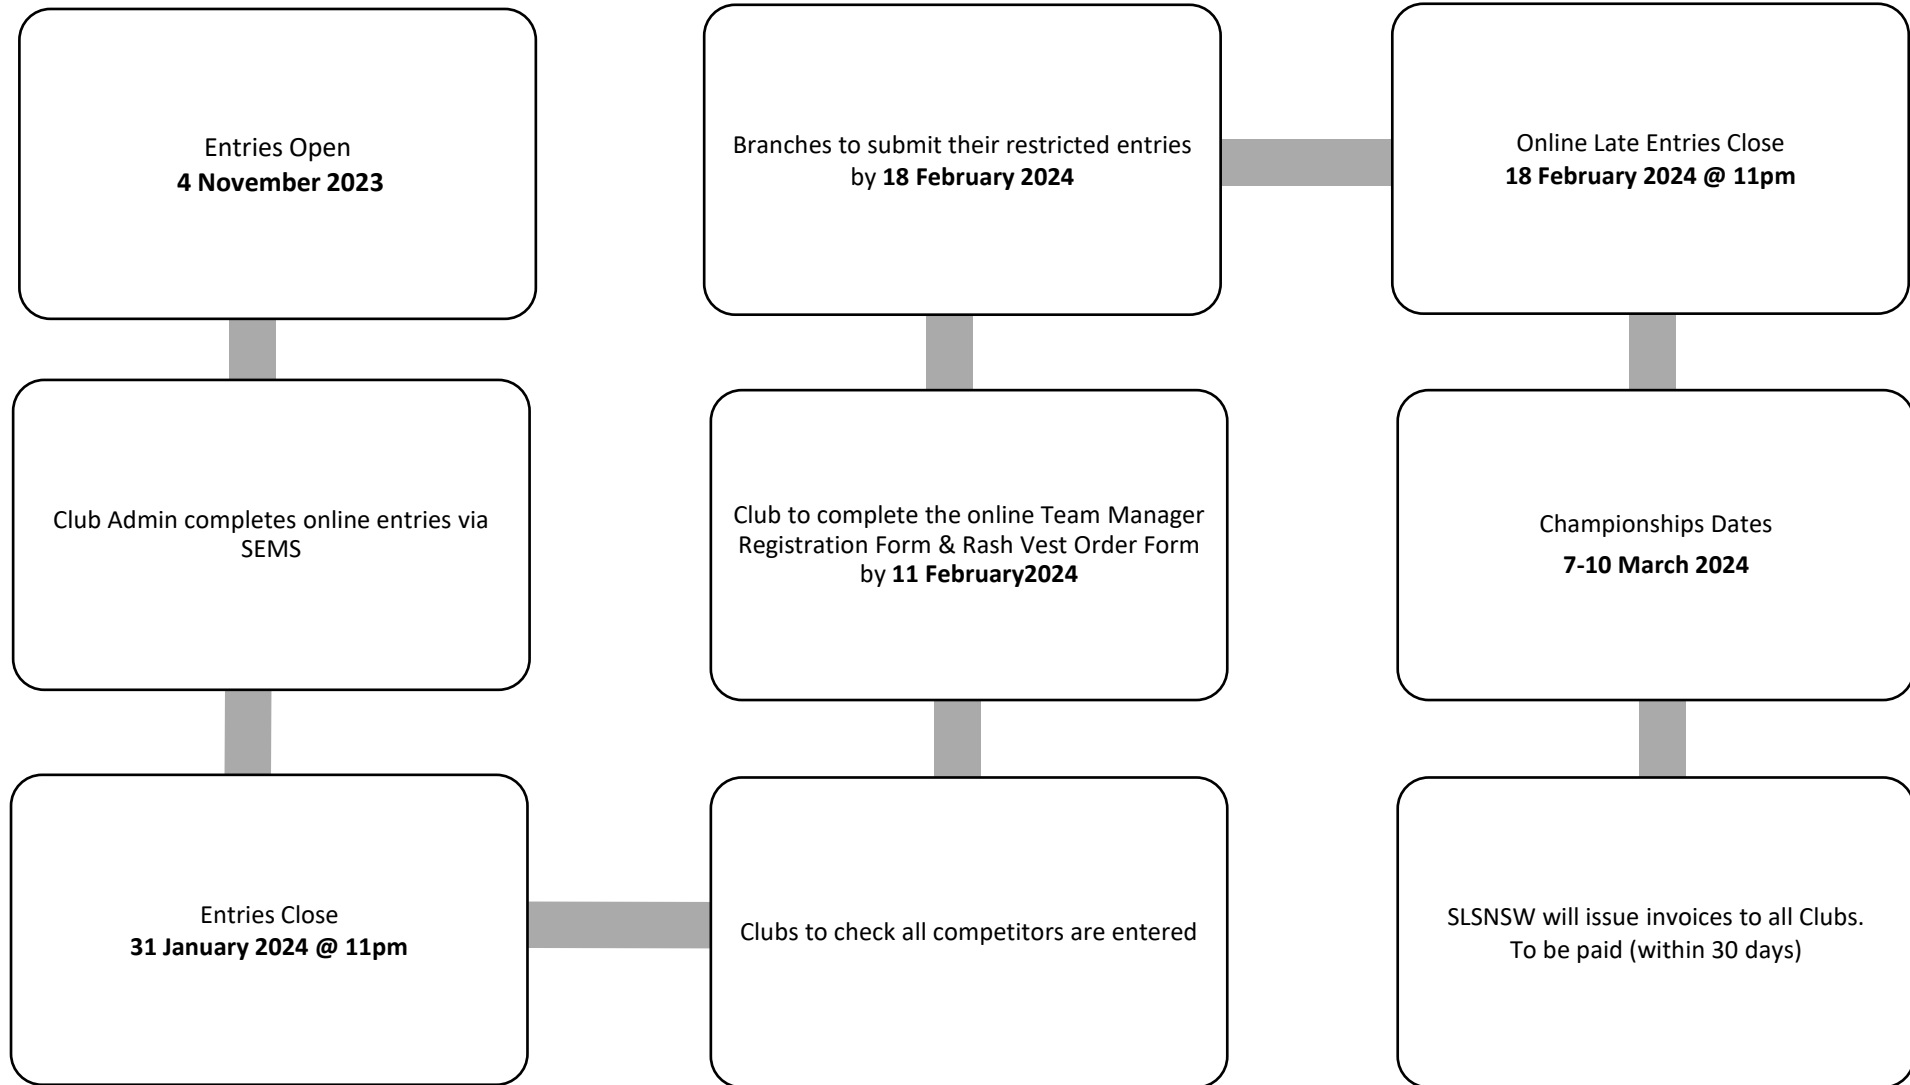 Entries Open
4 November 2023
Club Admin completes online entries via
SEMS
Entries Close
31 January 2024 @ 11pm
Clubs to check all competitors are entered
Club to complete the online Team Manager
Registration Form & Rash Vest Order Form
by 11 February2024
Branches to submit their restricted entries
by 18 February 2024
Online Late Entries Close
18 February 2024 @ 11pm
Championships Dates
7-10 March 2024
SLSNSW will issue invoices to all Clubs.
To be paid (within 30 days)